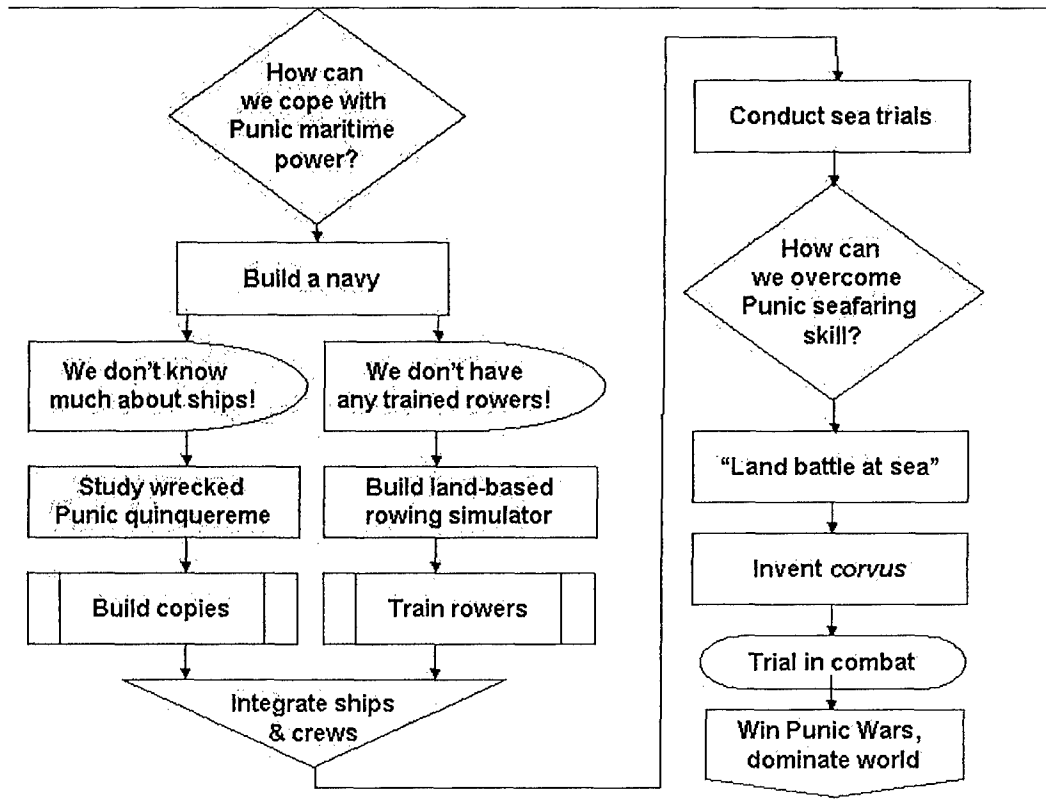 How can
we cope with
Punic maritime
power?
Build a navy
We don't know
much about ships!
We don't have
any trained rowers!
Study wrecked
Punic quinquereme
Build land-based
rowing simulator
Build copies
Train rowers
Integrate ships
& crews
Conduct sea trials
How can
we overcome
Punic seafaring
skill?
“Land battle at sea”
Invent corvus
Trial in combat
Win Punic Wars,
dominate world